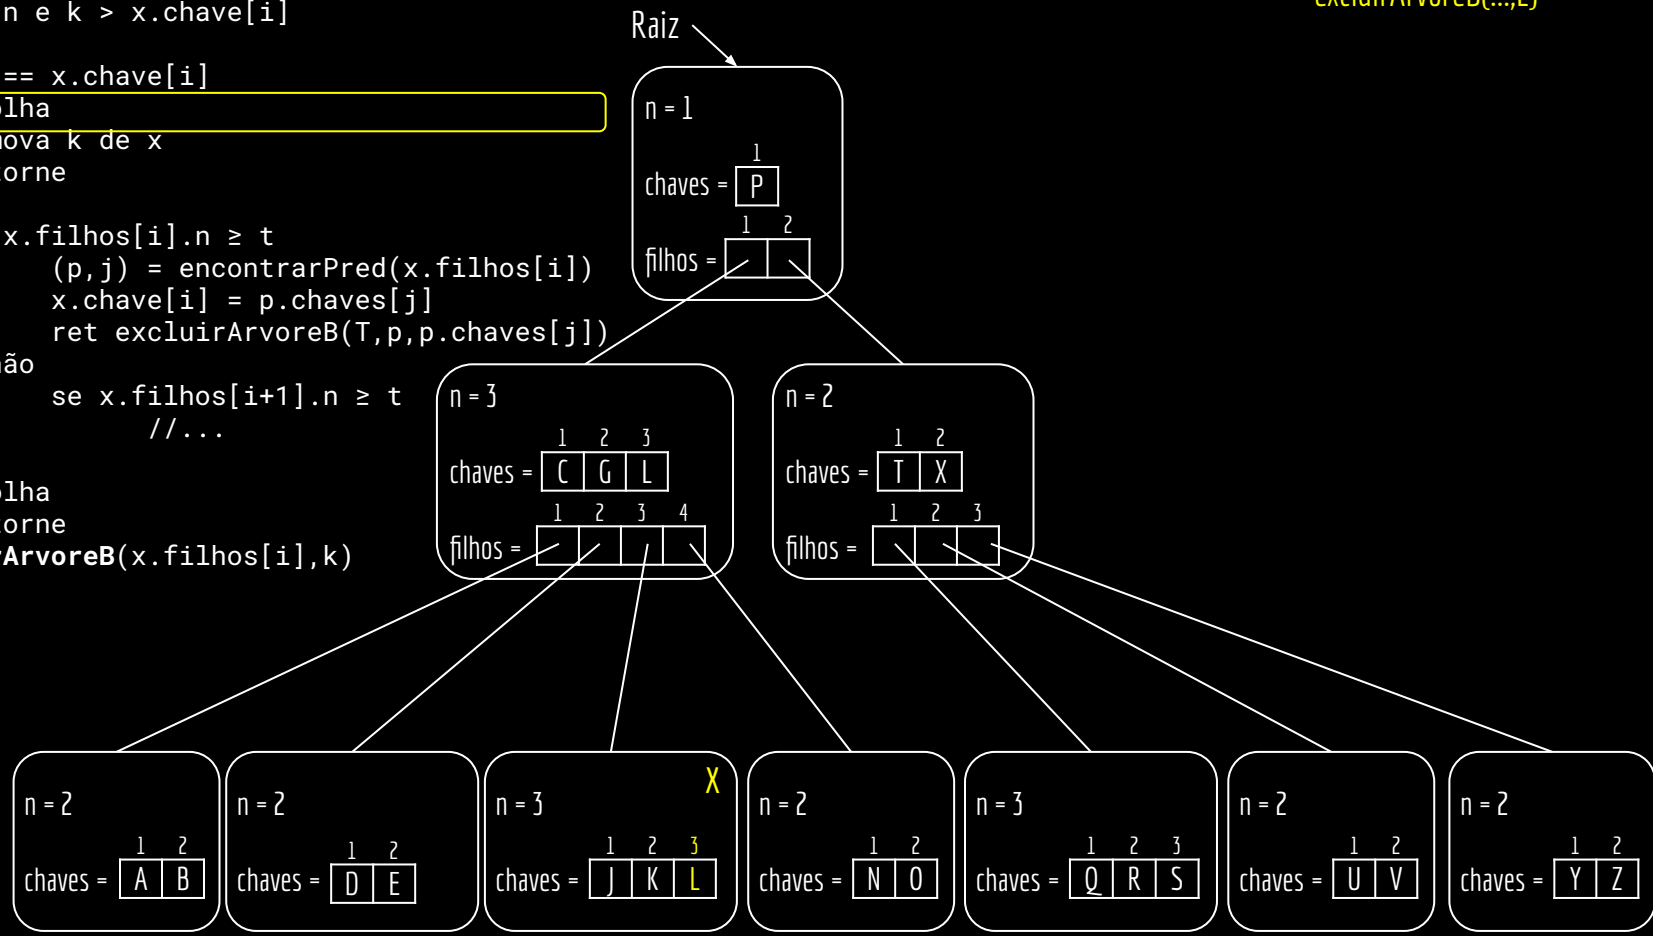 n e k > x.chave[i]
== x.chave[i]
lha
ova k de x
orne
x.filhos[i].n ≥ t
(p,j) = encontrarPred(x.filhos[i])
x.chave[i] = p.chaves[j]
ret excluirArvoreB(T,p,p.chaves[j])
ão
se x.filhos[i+1].n ≥ t
//...
lha
orne
rArvoreB(x.filhos[i],k)
excluirArvoreB(...,L)
Raiz
n = 1
1
chaves = P
1 2
filhos =
n = 3
1 2 3
chaves = C G L
1 2 3 4
filhos =
n = 2
1 2
chaves = T X
1 2 3
filhos =
n = 2
1 2
chaves = A B
n = 2
1 2
chaves = D E
X
n = 3
1 2 3
chaves = J K L
n = 2
1 2
chaves = N O
n = 3
1 2 3
chaves = Q R S
n = 2
1 2
chaves = U V
n = 2
1 2
chaves = Y Z